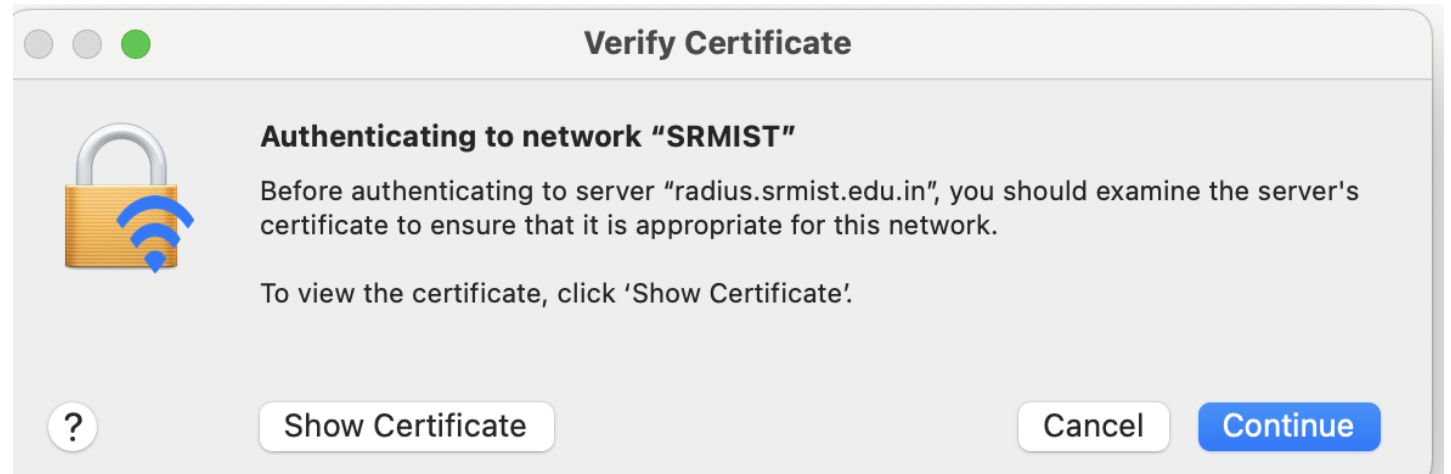 Verify Certificate
Authenticating to network “SRMIST”
Before authenticating to server “radius.srmist.edu.in”, you should examine the server's
certificate to ensure that it is appropriate for this network.
To view the certificate, click ‘Show Certificate’.
?
Show Certificate
Cancel
Continue